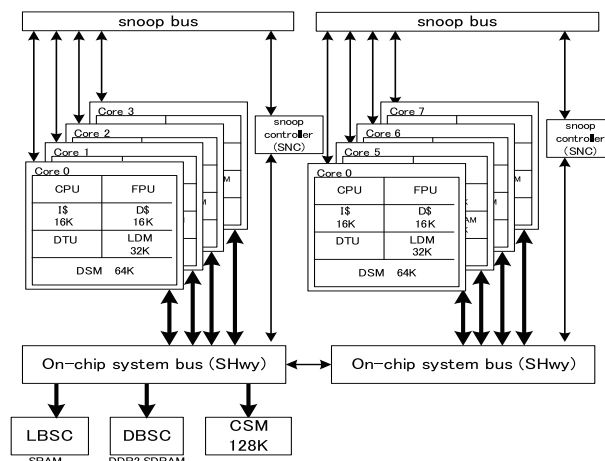 snoop bus
snoop bus
Core 3
Core 2
Core 1
Core 0
CPU FPU
I$ D$
16K 16K
DTU LDM
32K
DSM 64K
snoop
controller
(SNC)
Core 7
Core 6
Core 5
Core 0
CPU FPU
I$ D$
16K 16K
DTU LDM
32K
DSM 64K
snoop
controller
(SNC)
On-chip system bus (SHwy)
On-chip system bus (SHwy)
LBSC
DBSC
CSM
128K
SRAM
DDR2 SDRAM